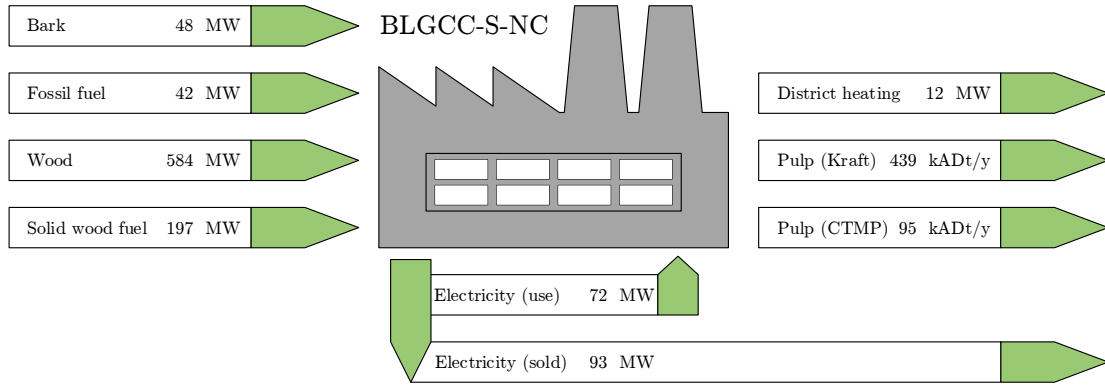 BLGCC-S-NC
Bark 48 MW
Fossil fuel 42 MW
Wood 584 MW
Solid wood fuel 197 MW
District heating 12 MW
Pulp (Kraft) 439 kADt/y
Pulp (CTMP) 95 kADt/y
Electricity (use) 72 MW
Electricity (sold) 93 MW